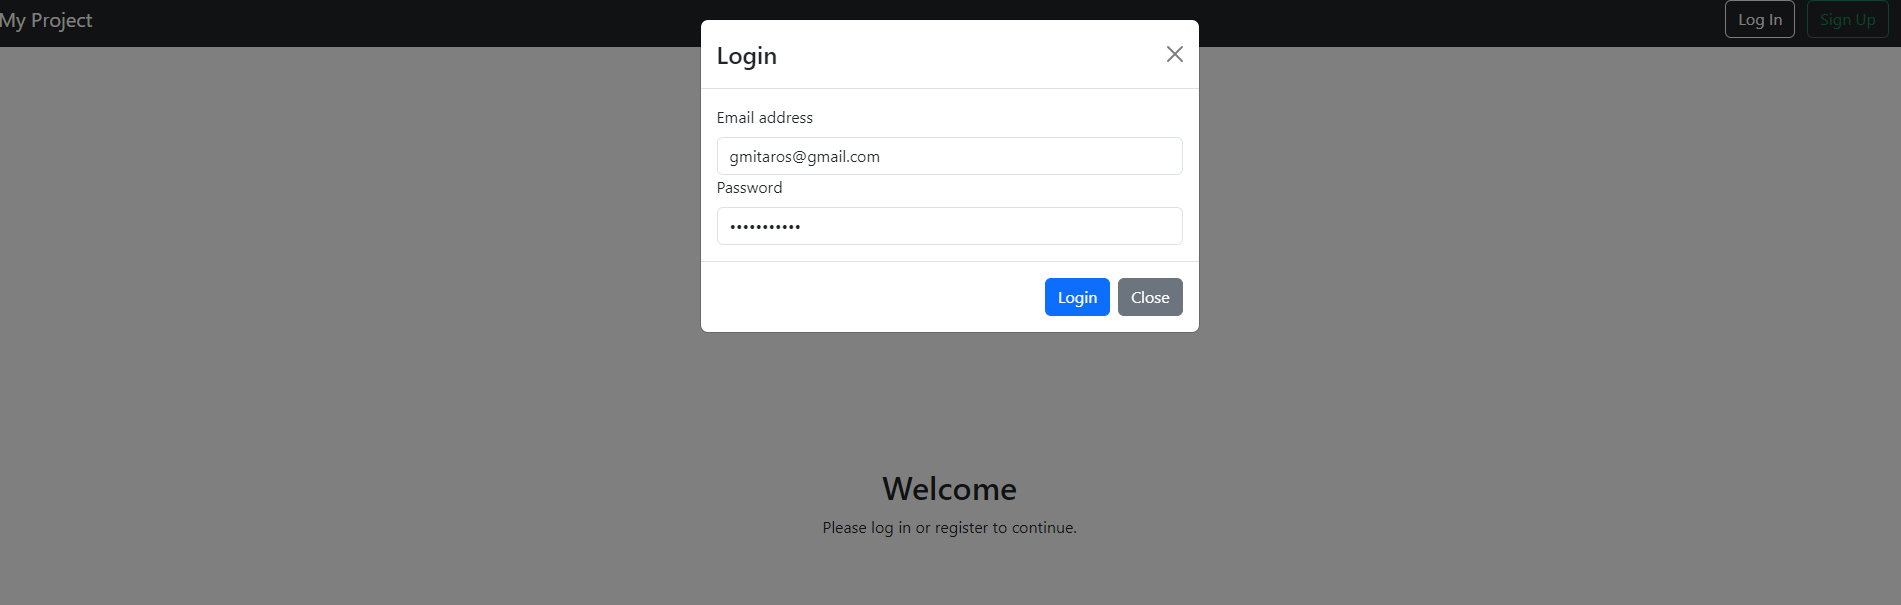 My Project
Log In
Sign Up
Login
Email address
gmitaros@gmail.com
Password
•••••••••••
Login
Close
Welcome
Please log in or register to continue.